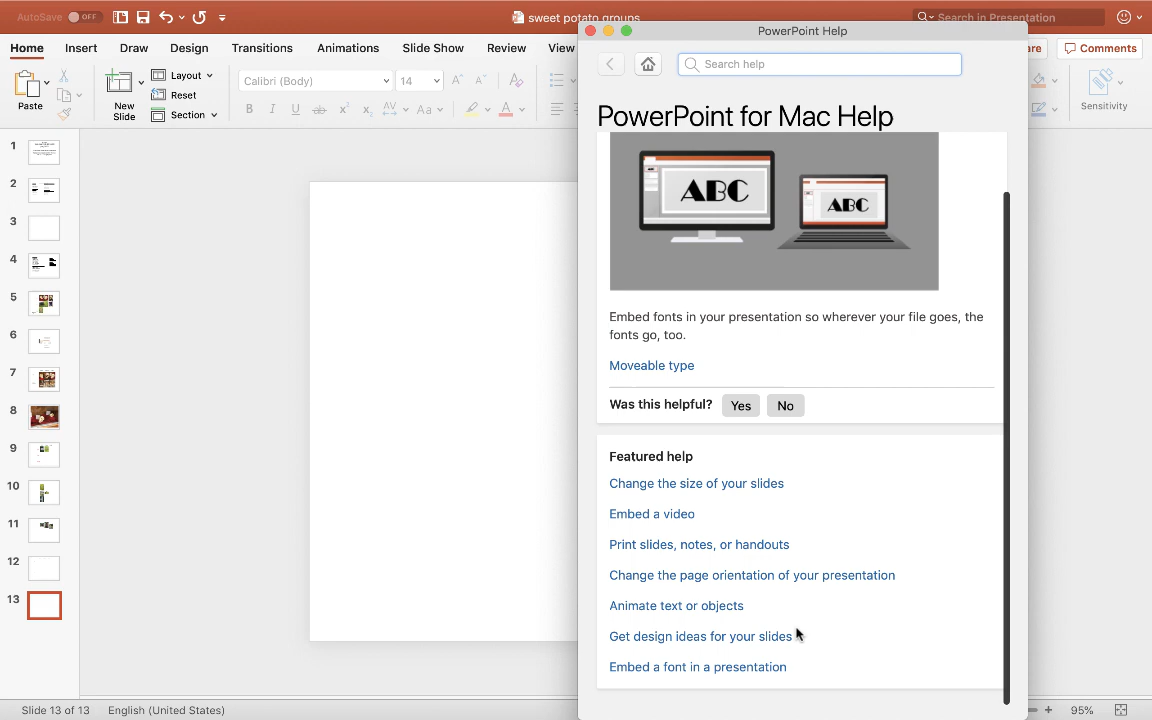 AutoSave OFF
sweet potato groups
Search in Presentation
Home Insert Draw Design Transitions Animations Slide Show Review View
Comments
Paste
New
Slide
Layout
Reset
Section
Calibri (Body) 14
B I U
Aa
Sensitivity
1
2
3
4
5
6
7
8
9
10
11
12
13
PowerPoint Help
Search help
PowerPoint for Mac Help
ABC
ABC
Embed fonts in your presentation so wherever your file goes, the
fonts go, too.
Moveable type
Was this helpful? Yes No
Featured help
Change the size of your slides
Embed a video
Print slides, notes, or handouts
Change the page orientation of your presentation
Animate text or objects
Get design ideas for your slides
Embed a font in a presentation
Slide 13 of 13 English (United States)
95%